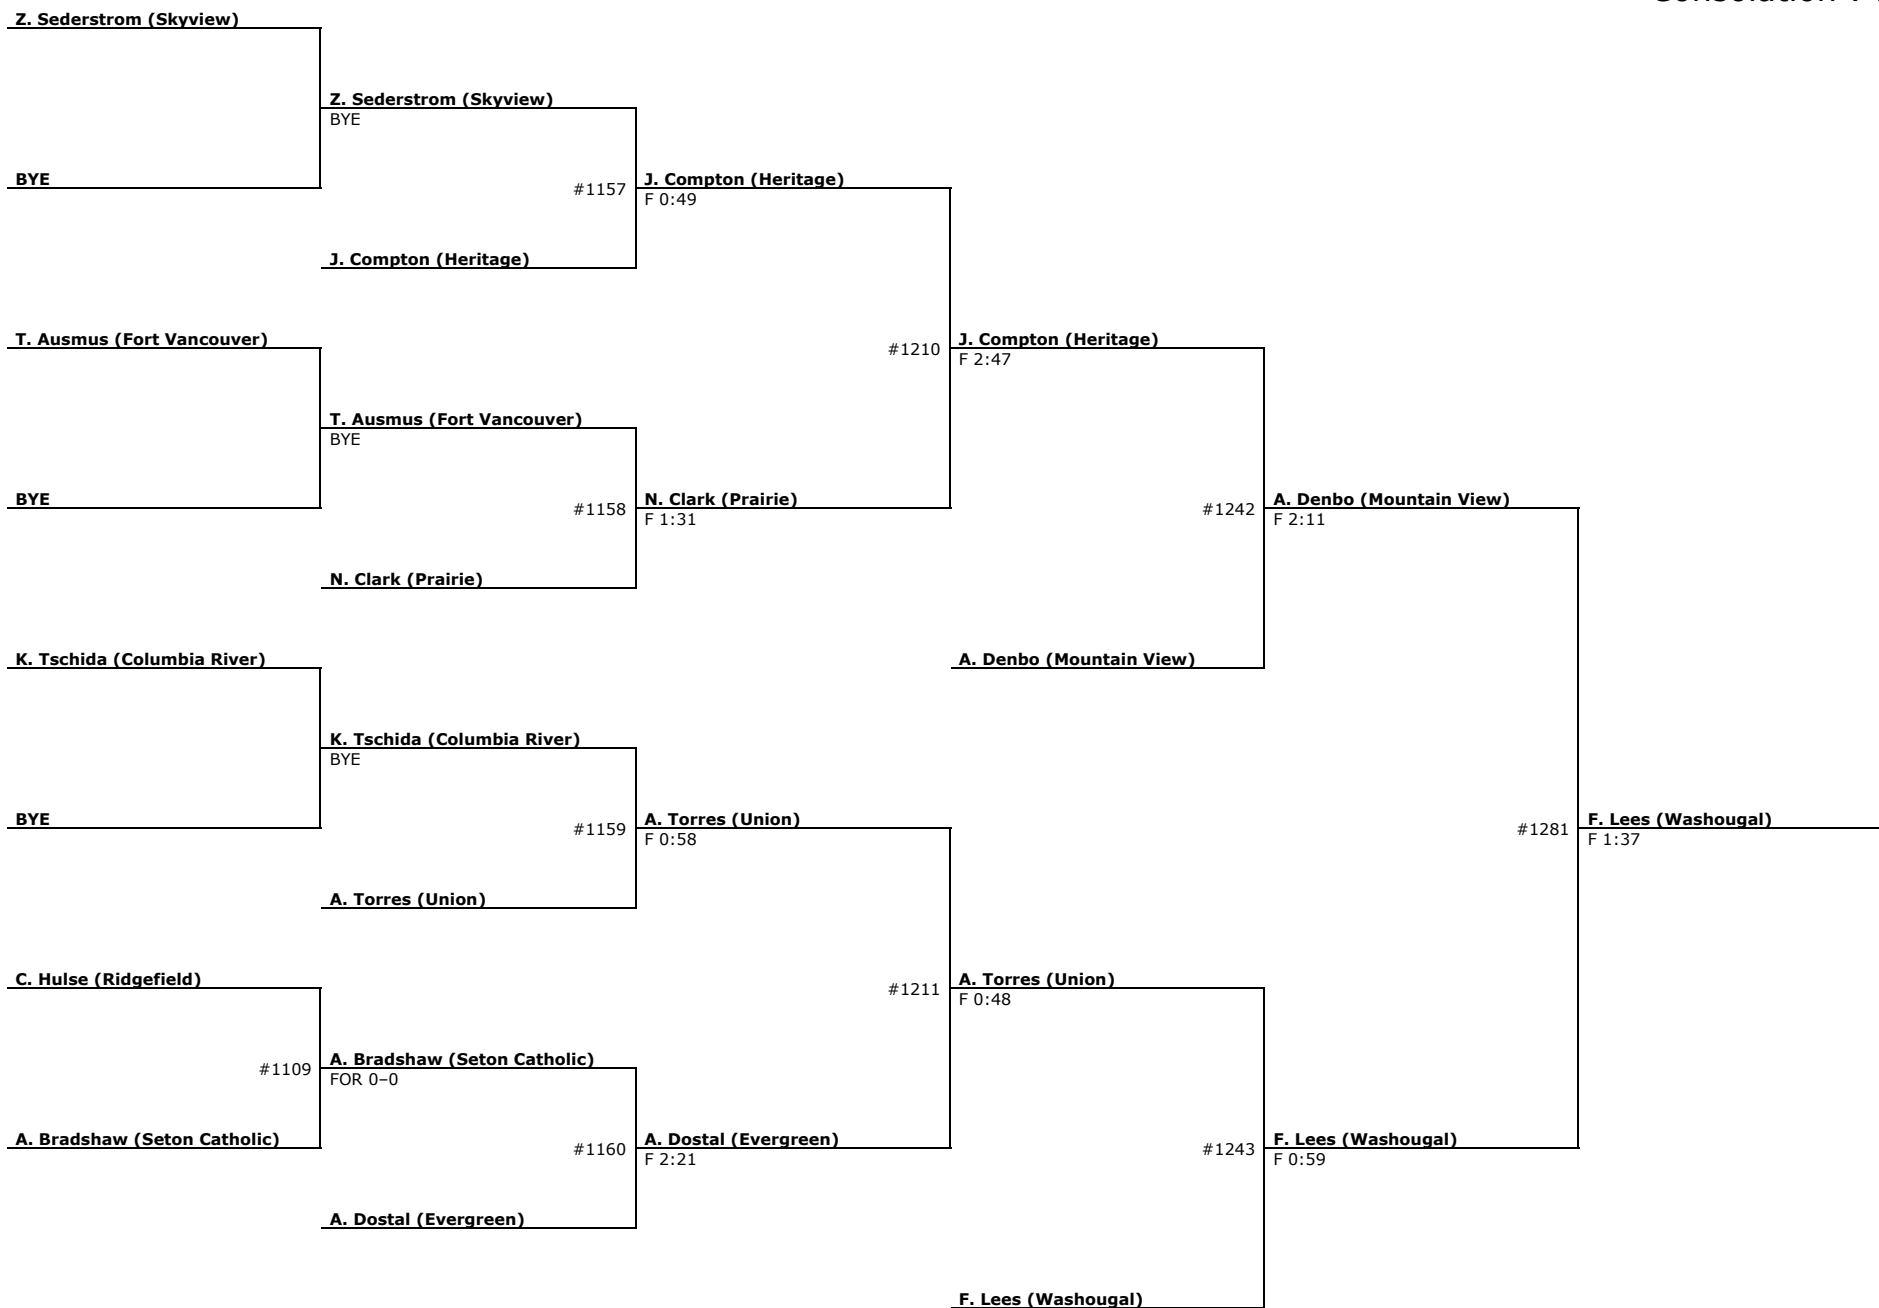 Consolation
Z. Sederstrom (Skyview)
Z. Sederstrom (Skyview)
BYE
BYE
#1157
J. Compton (Heritage)
F 0:49
J. Compton (Heritage)
T. Ausmus (Fort Vancouver)
#1210
J. Compton (Heritage)
F 2:47
T. Ausmus (Fort Vancouver)
BYE
BYE
#1158
N. Clark (Prairie)
F 1:31
#1242
A. Denbo (Mountain View)
F 2:11
N. Clark (Prairie)
K. Tschida (Columbia River)
A. Denbo (Mountain View)
K. Tschida (Columbia River)
BYE
BYE
#1159
A. Torres (Union)
F 0:58
#1281
F. Lees (Washougal)
F 1:37
A. Torres (Union)
C. Hulse (Ridgefield)
#1211
A. Torres (Union)
F 0:48
#1109
A. Bradshaw (Seton Catholic)
FOR 0–0
A. Bradshaw (Seton Catholic)
#1160
A. Dostal (Evergreen)
F 2:21
#1243
F. Lees (Washougal)
F 0:59
A. Dostal (Evergreen)
F. Lees (Washougal)